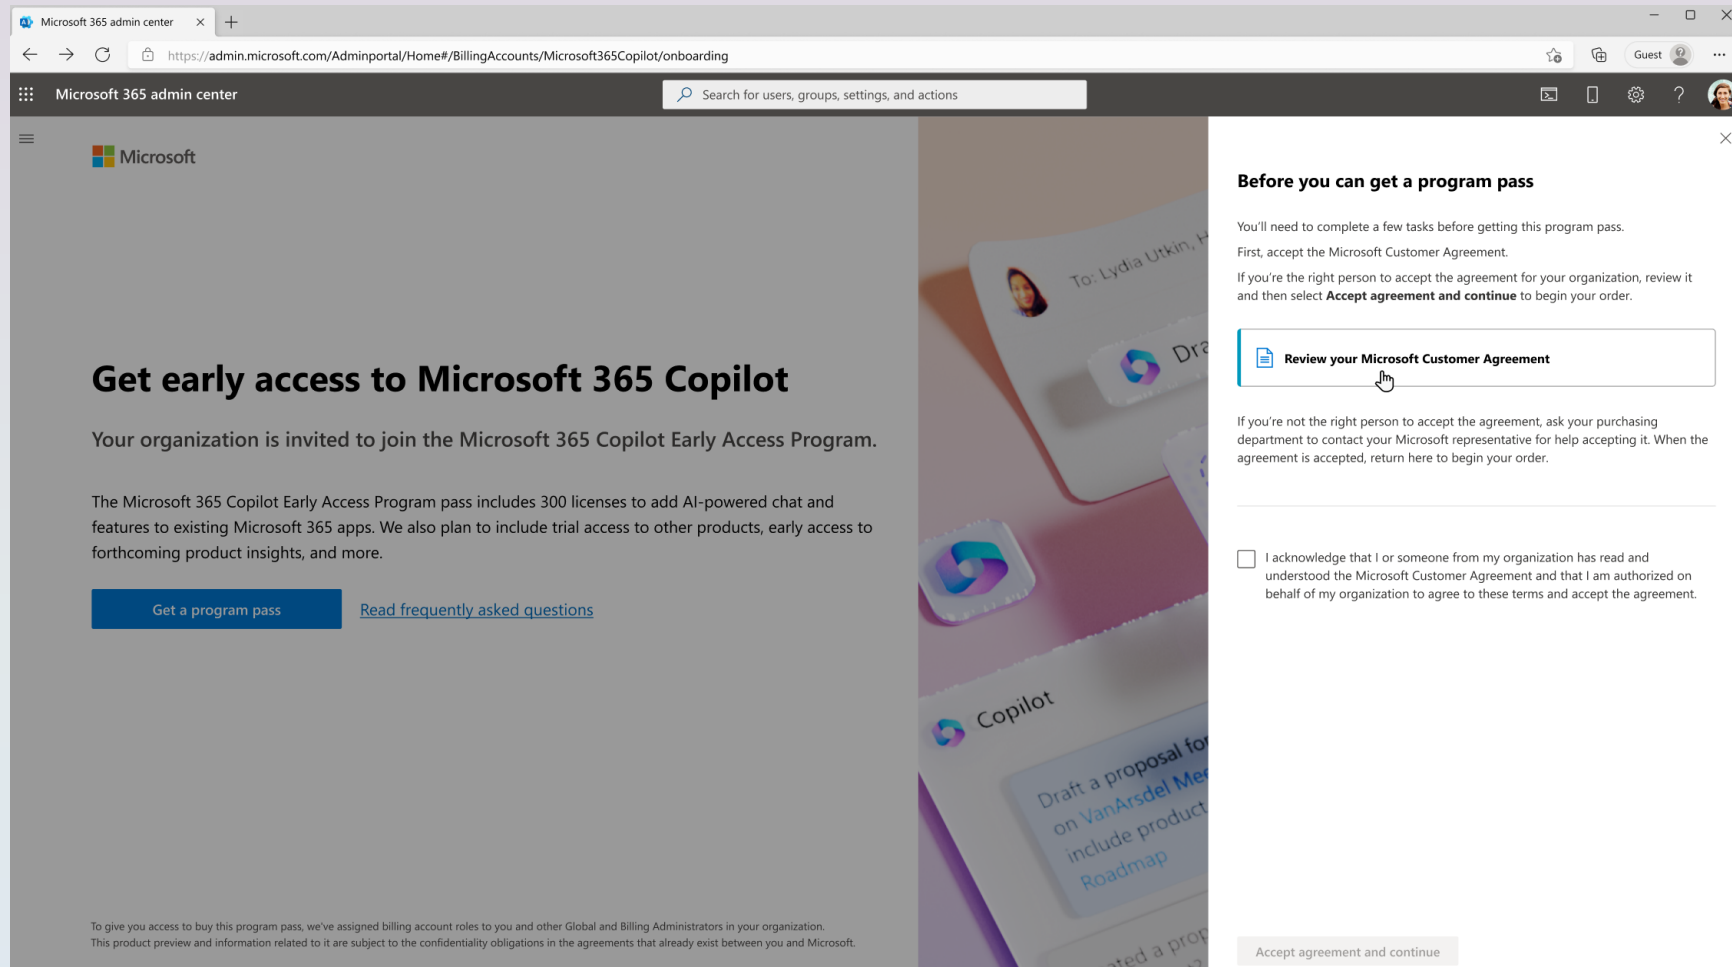 Microsoft 365 admin center
https://admin.microsoft.com/Adminportal/Home#/BillingAccounts/Microsoft365Copilot/onboarding
Guest
Microsoft 365 admin center
Search for users, groups, settings, and actions
Microsoft
Get early access to Microsoft 365 Copilot
Your organization is invited to join the Microsoft 365 Copilot Early Access Program.
The Microsoft 365 Copilot Early Access Program pass includes 300 licenses to add AI-powered chat and
features to existing Microsoft 365 apps. We also plan to include trial access to other products, early access to
forthcoming product insights, and more.
Get a program pass
Read frequently asked questions
To give you access to buy this program pass, we've assigned billing account roles to you and other Global and Billing Administrators in your organization.
This product preview and information related to it are subject to the confidentiality obligations in the agreements that already exist between you and Microsoft.
To: Lydia Utkin, H
Dra
Copilot
Draft a proposal for
on VanArsdel Mee
include product
Roadmap
ated a prop
Before you can get a program pass
You'll need to complete a few tasks before getting this program pass.
First, accept the Microsoft Customer Agreement.
If you're the right person to accept the agreement for your organization, review it
and then select Accept agreement and continue to begin your order.
Review your Microsoft Customer Agreement
If you're not the right person to accept the agreement, ask your purchasing
department to contact your Microsoft representative for help accepting it. When the
agreement is accepted, return here to begin your order.
I acknowledge that I or someone from my organization has read and
understood the Microsoft Customer Agreement and that I am authorized on
behalf of my organization to agree to these terms and accept the agreement.
Accept agreement and continue